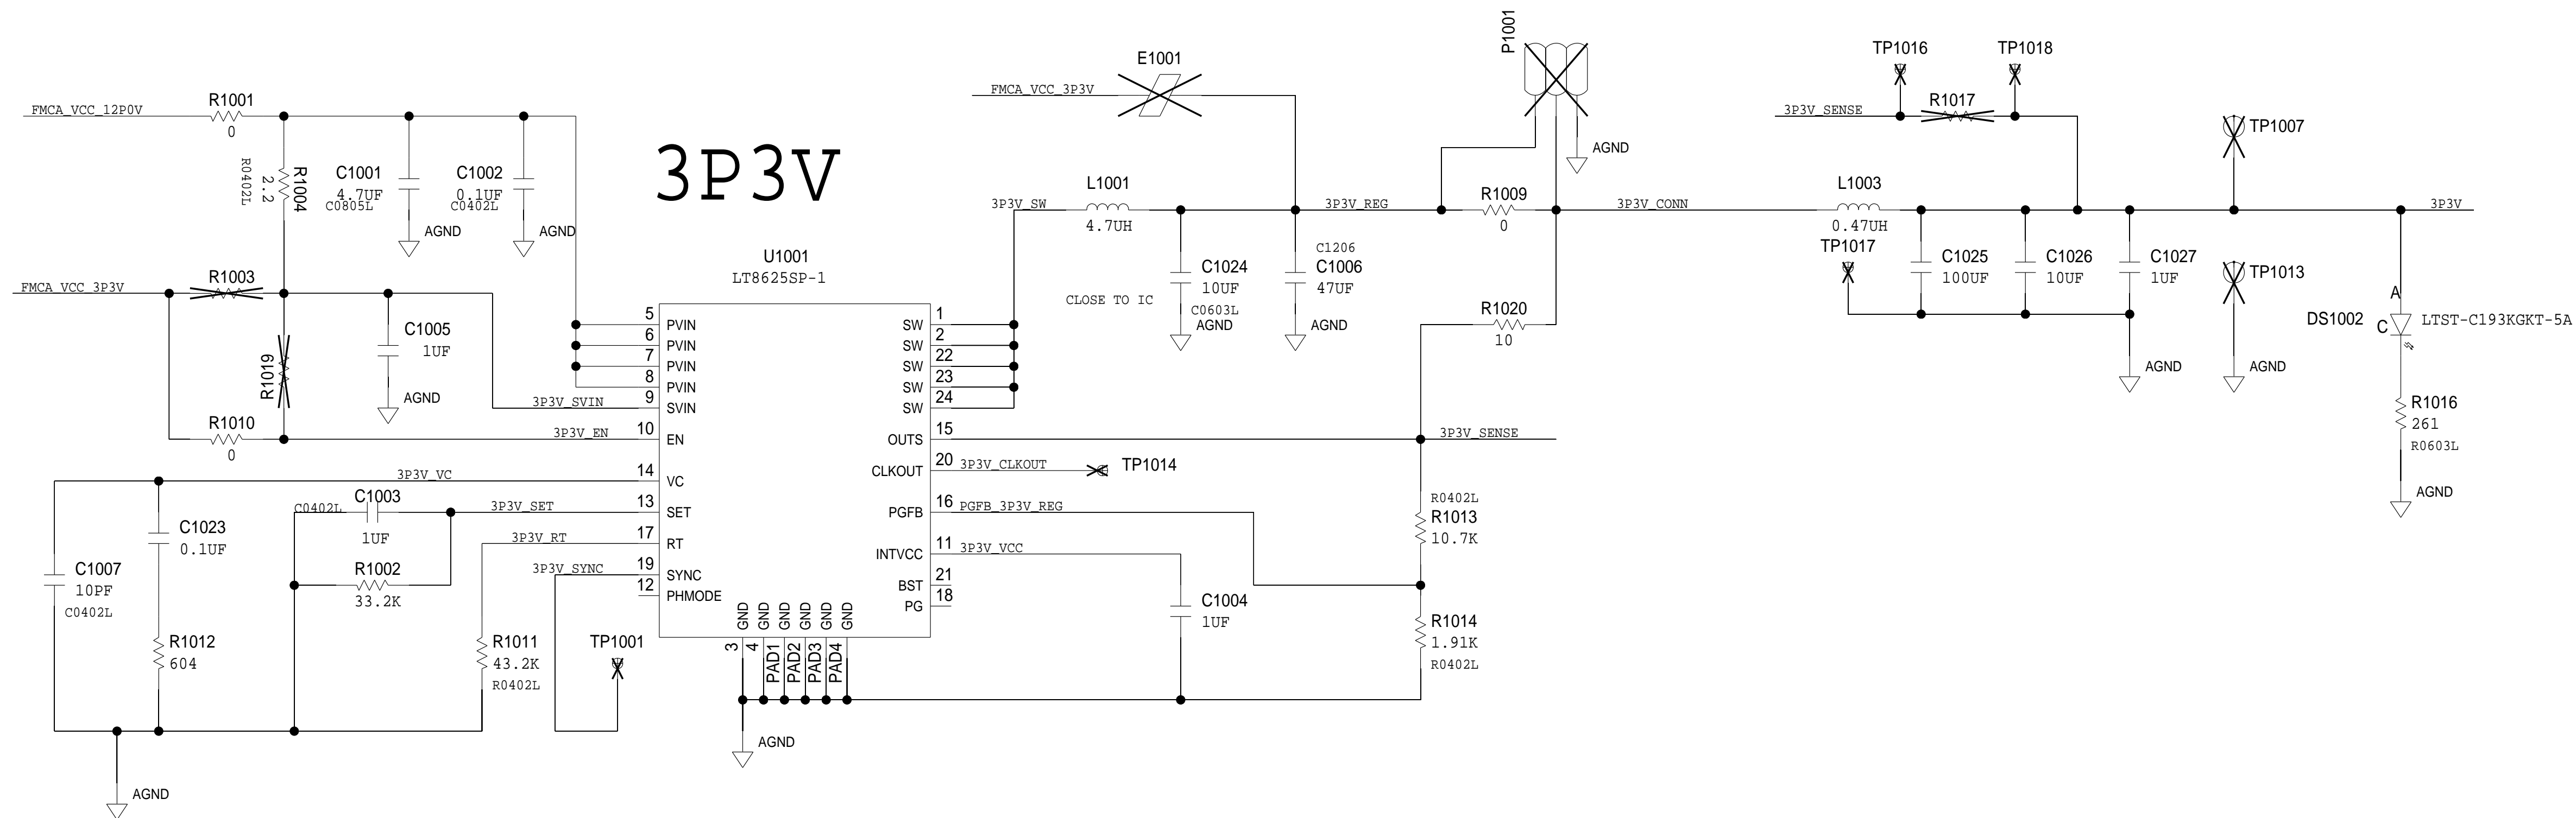 P1001
E1001
TP1016
TP1018
FMCA_VCC_3P3V
R1001
FMCA_VCC_12P0V
0
R1017
3P3V_SENSE
TP1007
AGND
3P3V
R0402L
2.2
R1004
C1001
4.7UF
C0805L
C1002
0.1UF
C0402L
AGND
AGND
L1001
3P3V_SW
4.7UH
3P3V_REG
R1009
0
3P3V_CONN
L1003
0.47UH
3P3V
U1001
LT8625SP-1
C1206
C1024
10UF
C0603L
CLOSE TO IC
AGND
C1006
47UF
AGND
TP1017
C1025
100UF
C1026
10UF
C1027
1UF
TP1013
AGND
AGND
R1003
FMCA_VCC_3P3V
C1005
1UF
AGND
R1019
R1010
0
R1020
10
A
C
DS1002
LTST-C193KGKT-5A
R1016
261
R0603L
AGND
5
PVIN
6
PVIN
7
PVIN
8
PVIN
3P3V_SVIN
9
SVIN
3P3V_EN
10
EN
3P3V_VC
14
VC
3P3V_SET
13
SET
3P3V_RT
17
RT
3P3V_SYNC
19
SYNC
12
PHMODE
1
SW
2
SW
22
SW
23
SW
24
SW
15
OUTS
3P3V_SENSE
20
CLKOUT
3P3V_CLKOUT
TP1014
16
PGFB
PGFB_3P3V_REG
11
INTVCC
3P3V_VCC
21
BST
18
PG
GND
GND
GND
GND
GND
GND
3
4
PAD1
PAD2
PAD3
PAD4
AGND
C1003
C0402L
1UF
R1002
33.2K
C1023
0.1UF
C1007
10PF
C0402L
R1012
604
R1011
43.2K
R0402L
TP1001
AGND
R0402L
R1013
10.7K
C1004
1UF
R1014
1.91K
R0402L